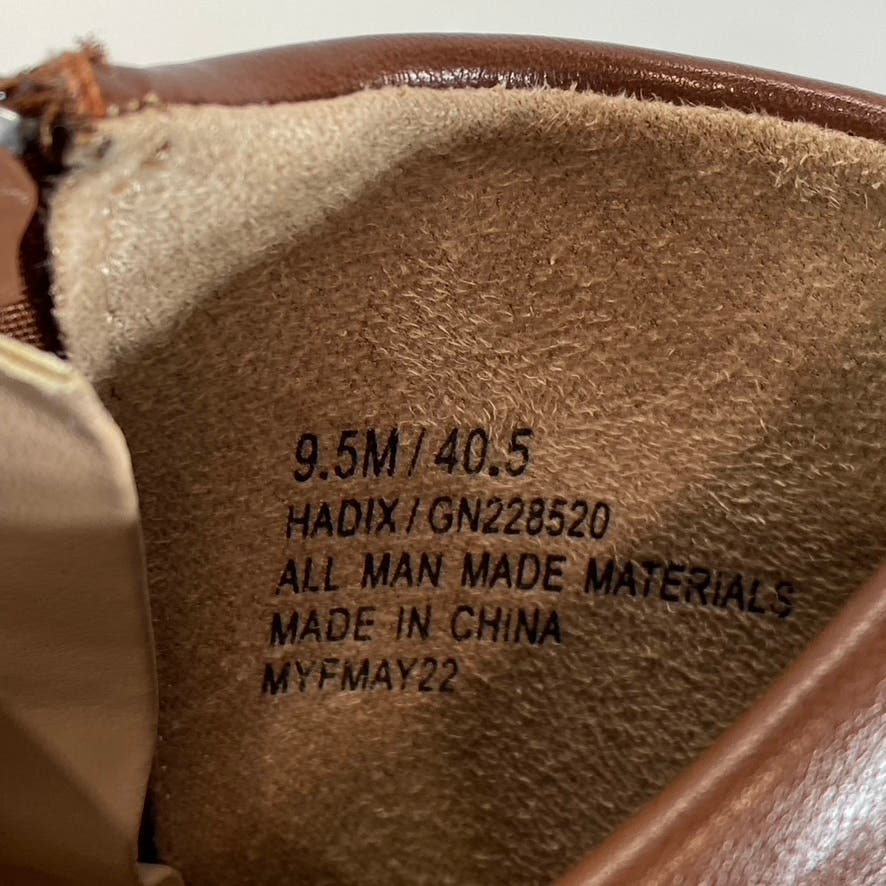 9.5M / 40.5
HADIX / GN228520
ALL MAN MADE MATERIALS
MADE IN CHINA
MYFMAY22